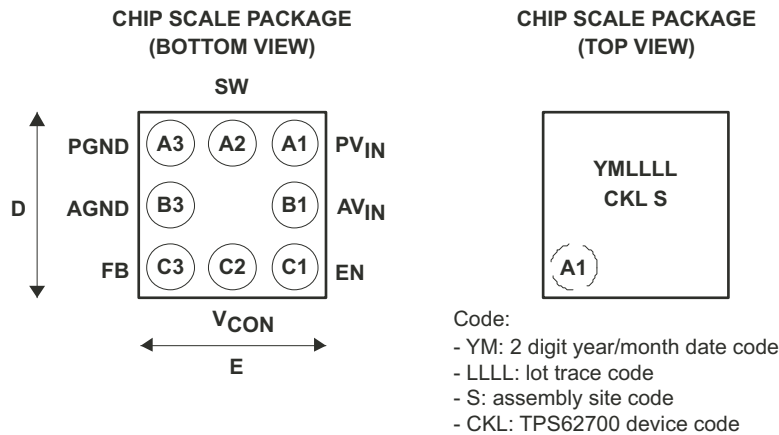 CHIP SCALE PACKAGE
(BOTTOM VIEW)
SW
PGND A3 A2 A1 PVIN
D AGND B3 B1 AVIN
FB C3 C2 C1 EN
VCON
E
CHIP SCALE PACKAGE
(TOP VIEW)
YMLLLL
CKL S
A1
Code:
- YM: 2 digit year/month date code
- LLLL: lot trace code
- S: assembly site code
- CKL: TPS62700 device code